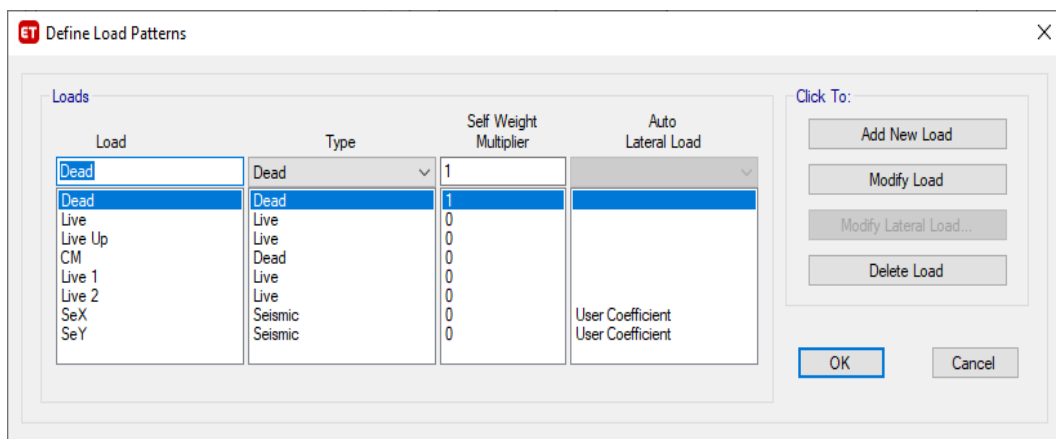 ET Define Load Patterns
Loads
Click To:
Load Type Self Weight Multiplier Auto Lateral Load
Dead Dead 1
Dead Dead 1
Live Live 0
Live Up Live 0
CM Dead 0
Live 1 Live 0
Live 2 Live 0
SeX Seismic 0 User Coefficient
SeY Seismic 0 User Coefficient
Add New Load
Modify Load
Modify Lateral Load...
Delete Load
OK Cancel